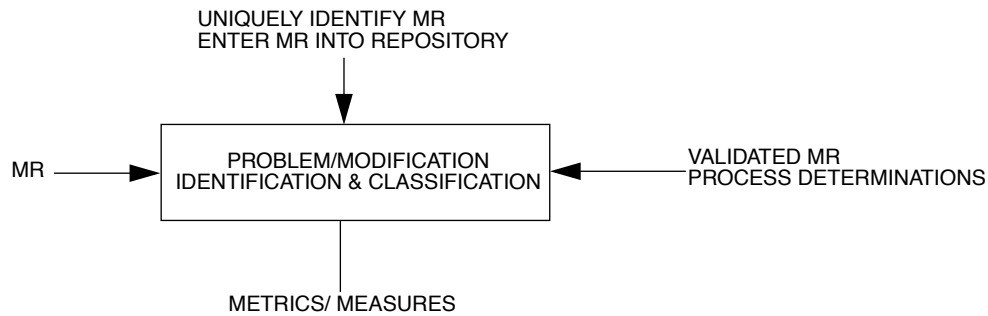 UNIQUELY IDENTIFY MR
ENTER MR INTO REPOSITORY
MR
PROBLEM/MODIFICATION
IDENTIFICATION & CLASSIFICATION
VALIDATED MR
PROCESS DETERMINATIONS
METRICS/ MEASURES